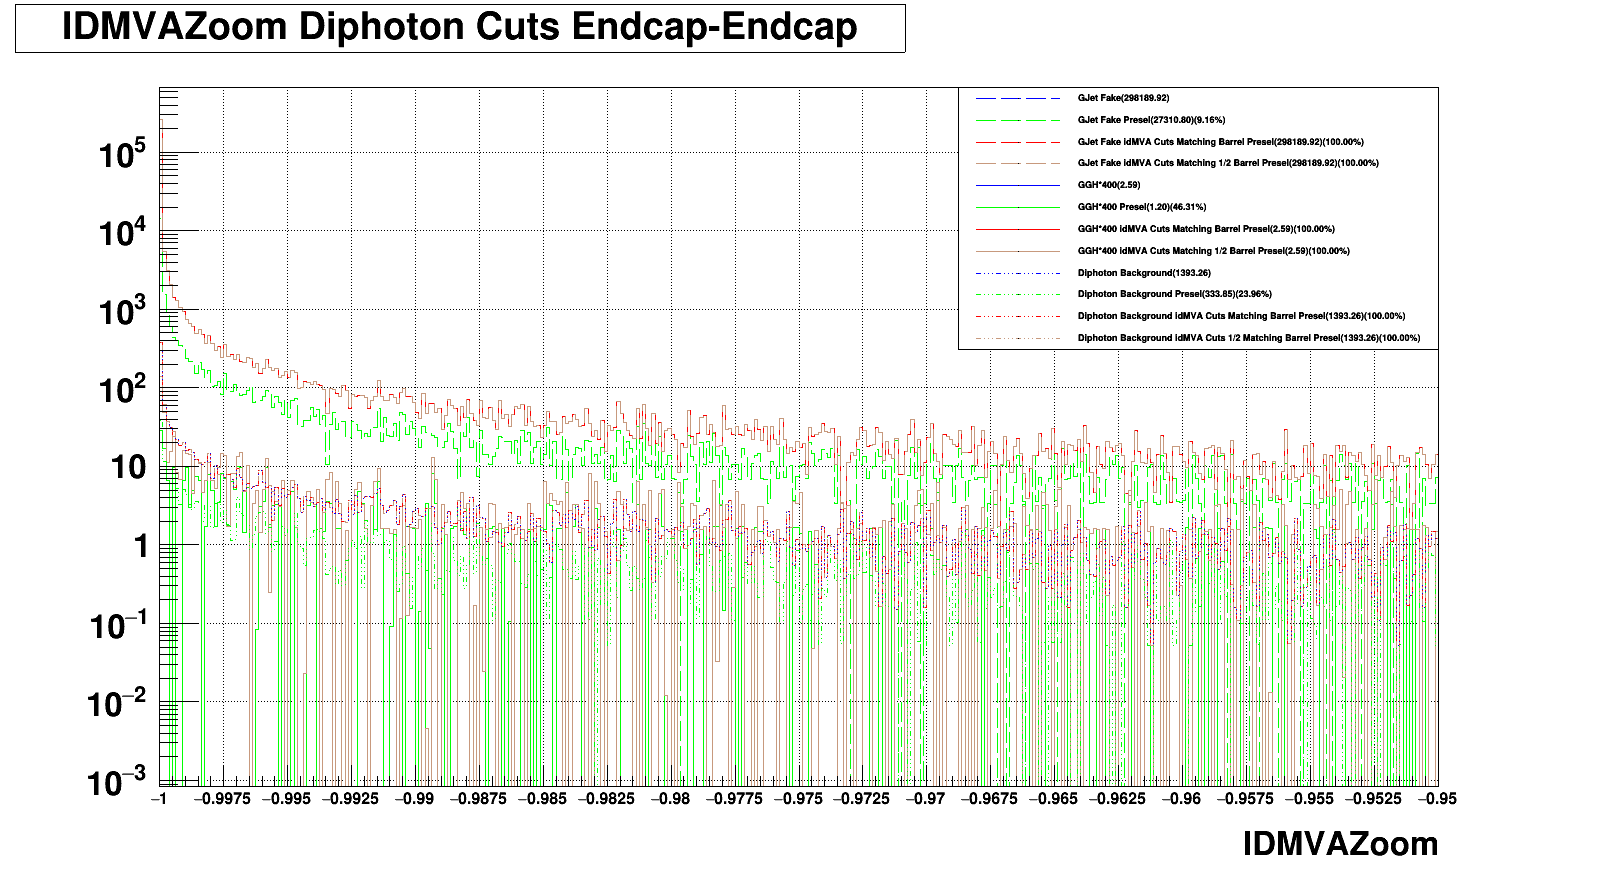 IDMVAZoom Diphoton Cuts Endcap-Endcap
GJet Fake(298189.92)
GJet Fake Presel(27310.80)(9.16%)
GJet Fake idMVA Cuts Matching Barrel Presel(298189.92)(100.00%)
GJet Fake idMVA Cuts Matching 1/2 Barrel Presel(298189.92)(100.00%)
GGH*400(2.59)
GGH*400 Presel(1.20)(46.31%)
GGH*400 idMVA Cuts Matching Barrel Presel(2.59)(100.00%)
GGH*400 idMVA Cuts Matching 1/2 Barrel Presel(2.59)(100.00%)
Diphoton Background(1393.26)
Diphoton Background Presel(333.85)(23.96%)
Diphoton Background idMVA Cuts Matching Barrel Presel(1393.26)(100.00%)
Diphoton Background idMVA Cuts 1/2 Matching Barrel Presel(1393.26)(100.00%)
10⁵
10⁴
10³
10²
10
1
10⁻¹
10⁻²
10⁻³
−1 −0.9975 −0.995 −0.9925 −0.99 −0.9875 −0.985 −0.9825 −0.98 −0.9775 −0.975 −0.9725 −0.97 −0.9675 −0.965 −0.9625 −0.96 −0.9575 −0.955 −0.9525 −0.95
IDMVAZoom